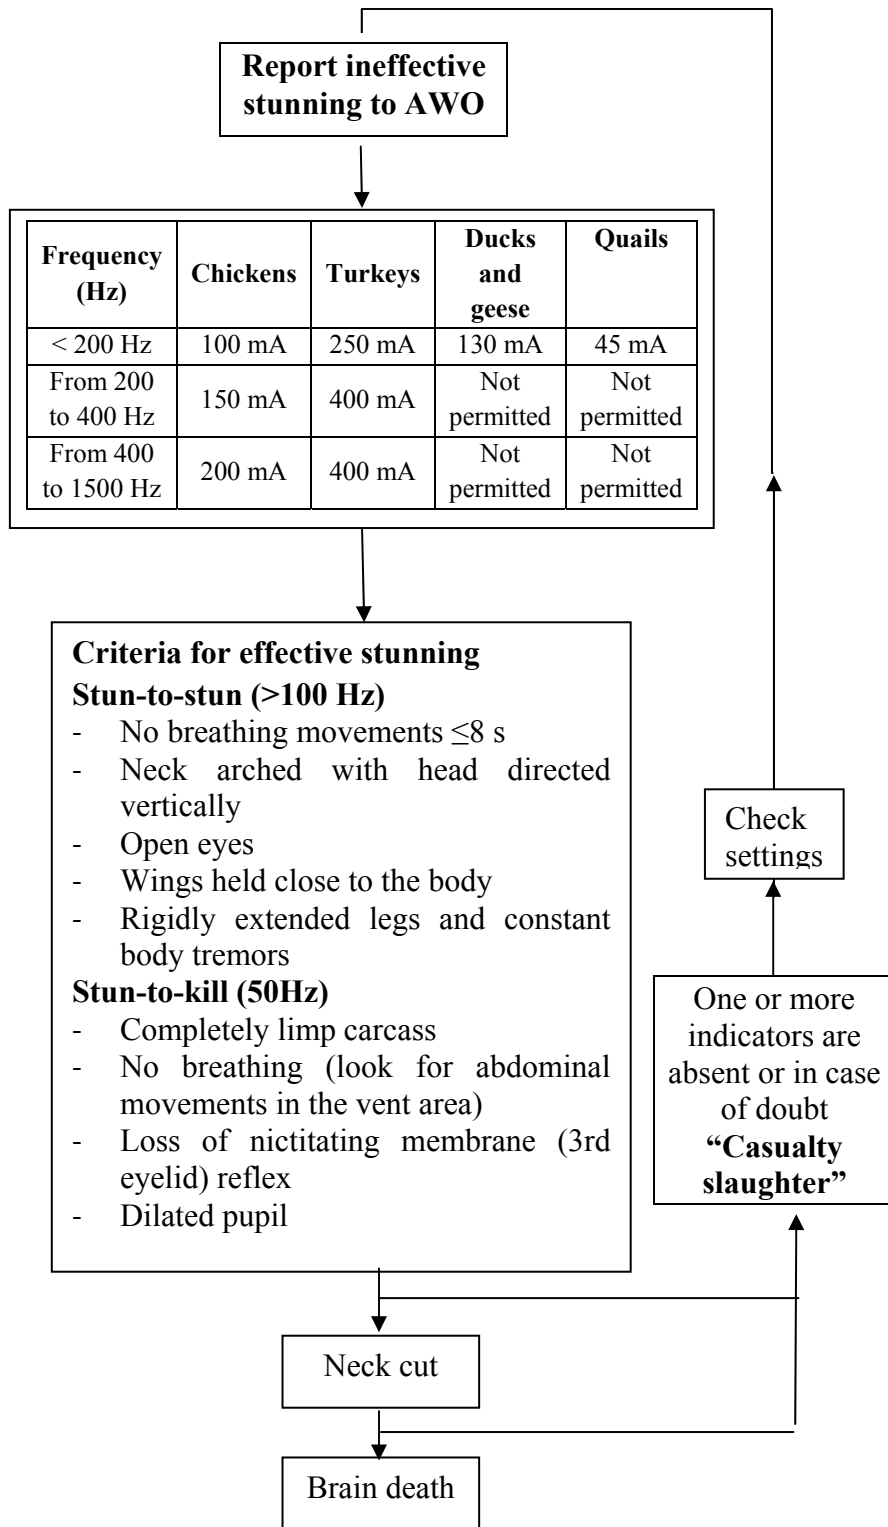 Report ineffective
stunning to AWO
Frequency (Hz) Chickens Turkeys Ducks and geese Quails
< 200 Hz 100 mA 250 mA 130 mA 45 mA
From 200 to 400 Hz 150 mA 400 mA Not permitted Not permitted
From 400 to 1500 Hz 200 mA 400 mA Not permitted Not permitted
Criteria for effective stunning
Stun-to-stun (>100 Hz)
- No breathing movements ≤8 s
- Neck arched with head directed
vertically
- Open eyes
- Wings held close to the body
- Rigidly extended legs and constant
body tremors
Stun-to-kill (50Hz)
- Completely limp carcass
- No breathing (look for abdominal
movements in the vent area)
- Loss of nictitating membrane (3rd
eyelid) reflex
- Dilated pupil
Check
settings
One or more
indicators are
absent or in case
of doubt
“Casualty
slaughter”
Neck cut
Brain death